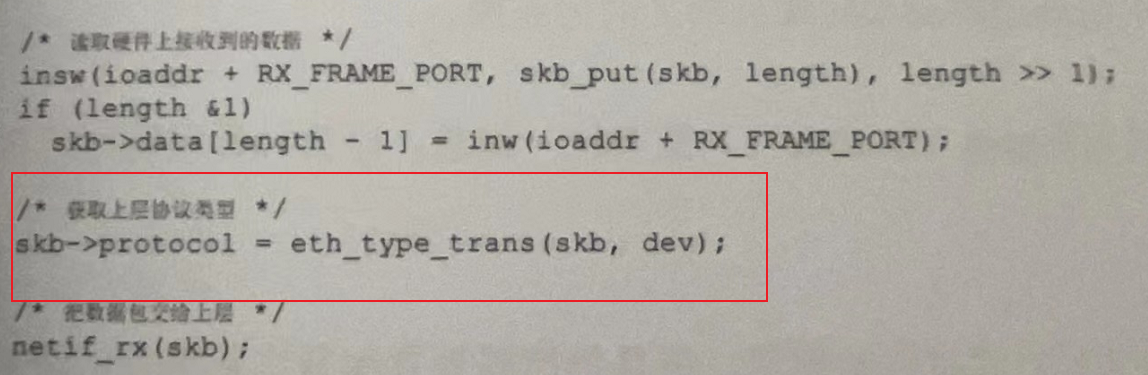 /* 读取硬件上接收到的数据 */
insw(ioaddr + RX_FRAME_PORT, skb_put(skb, length), length >> 1);
if (length &1)
skb->data[length - 1] = inw(ioaddr + RX_FRAME_PORT);
/* 获取上层协议类型 */
skb->protocol = eth_type_trans(skb, dev);
/* 把数据包交给上层 */
netif_rx(skb);